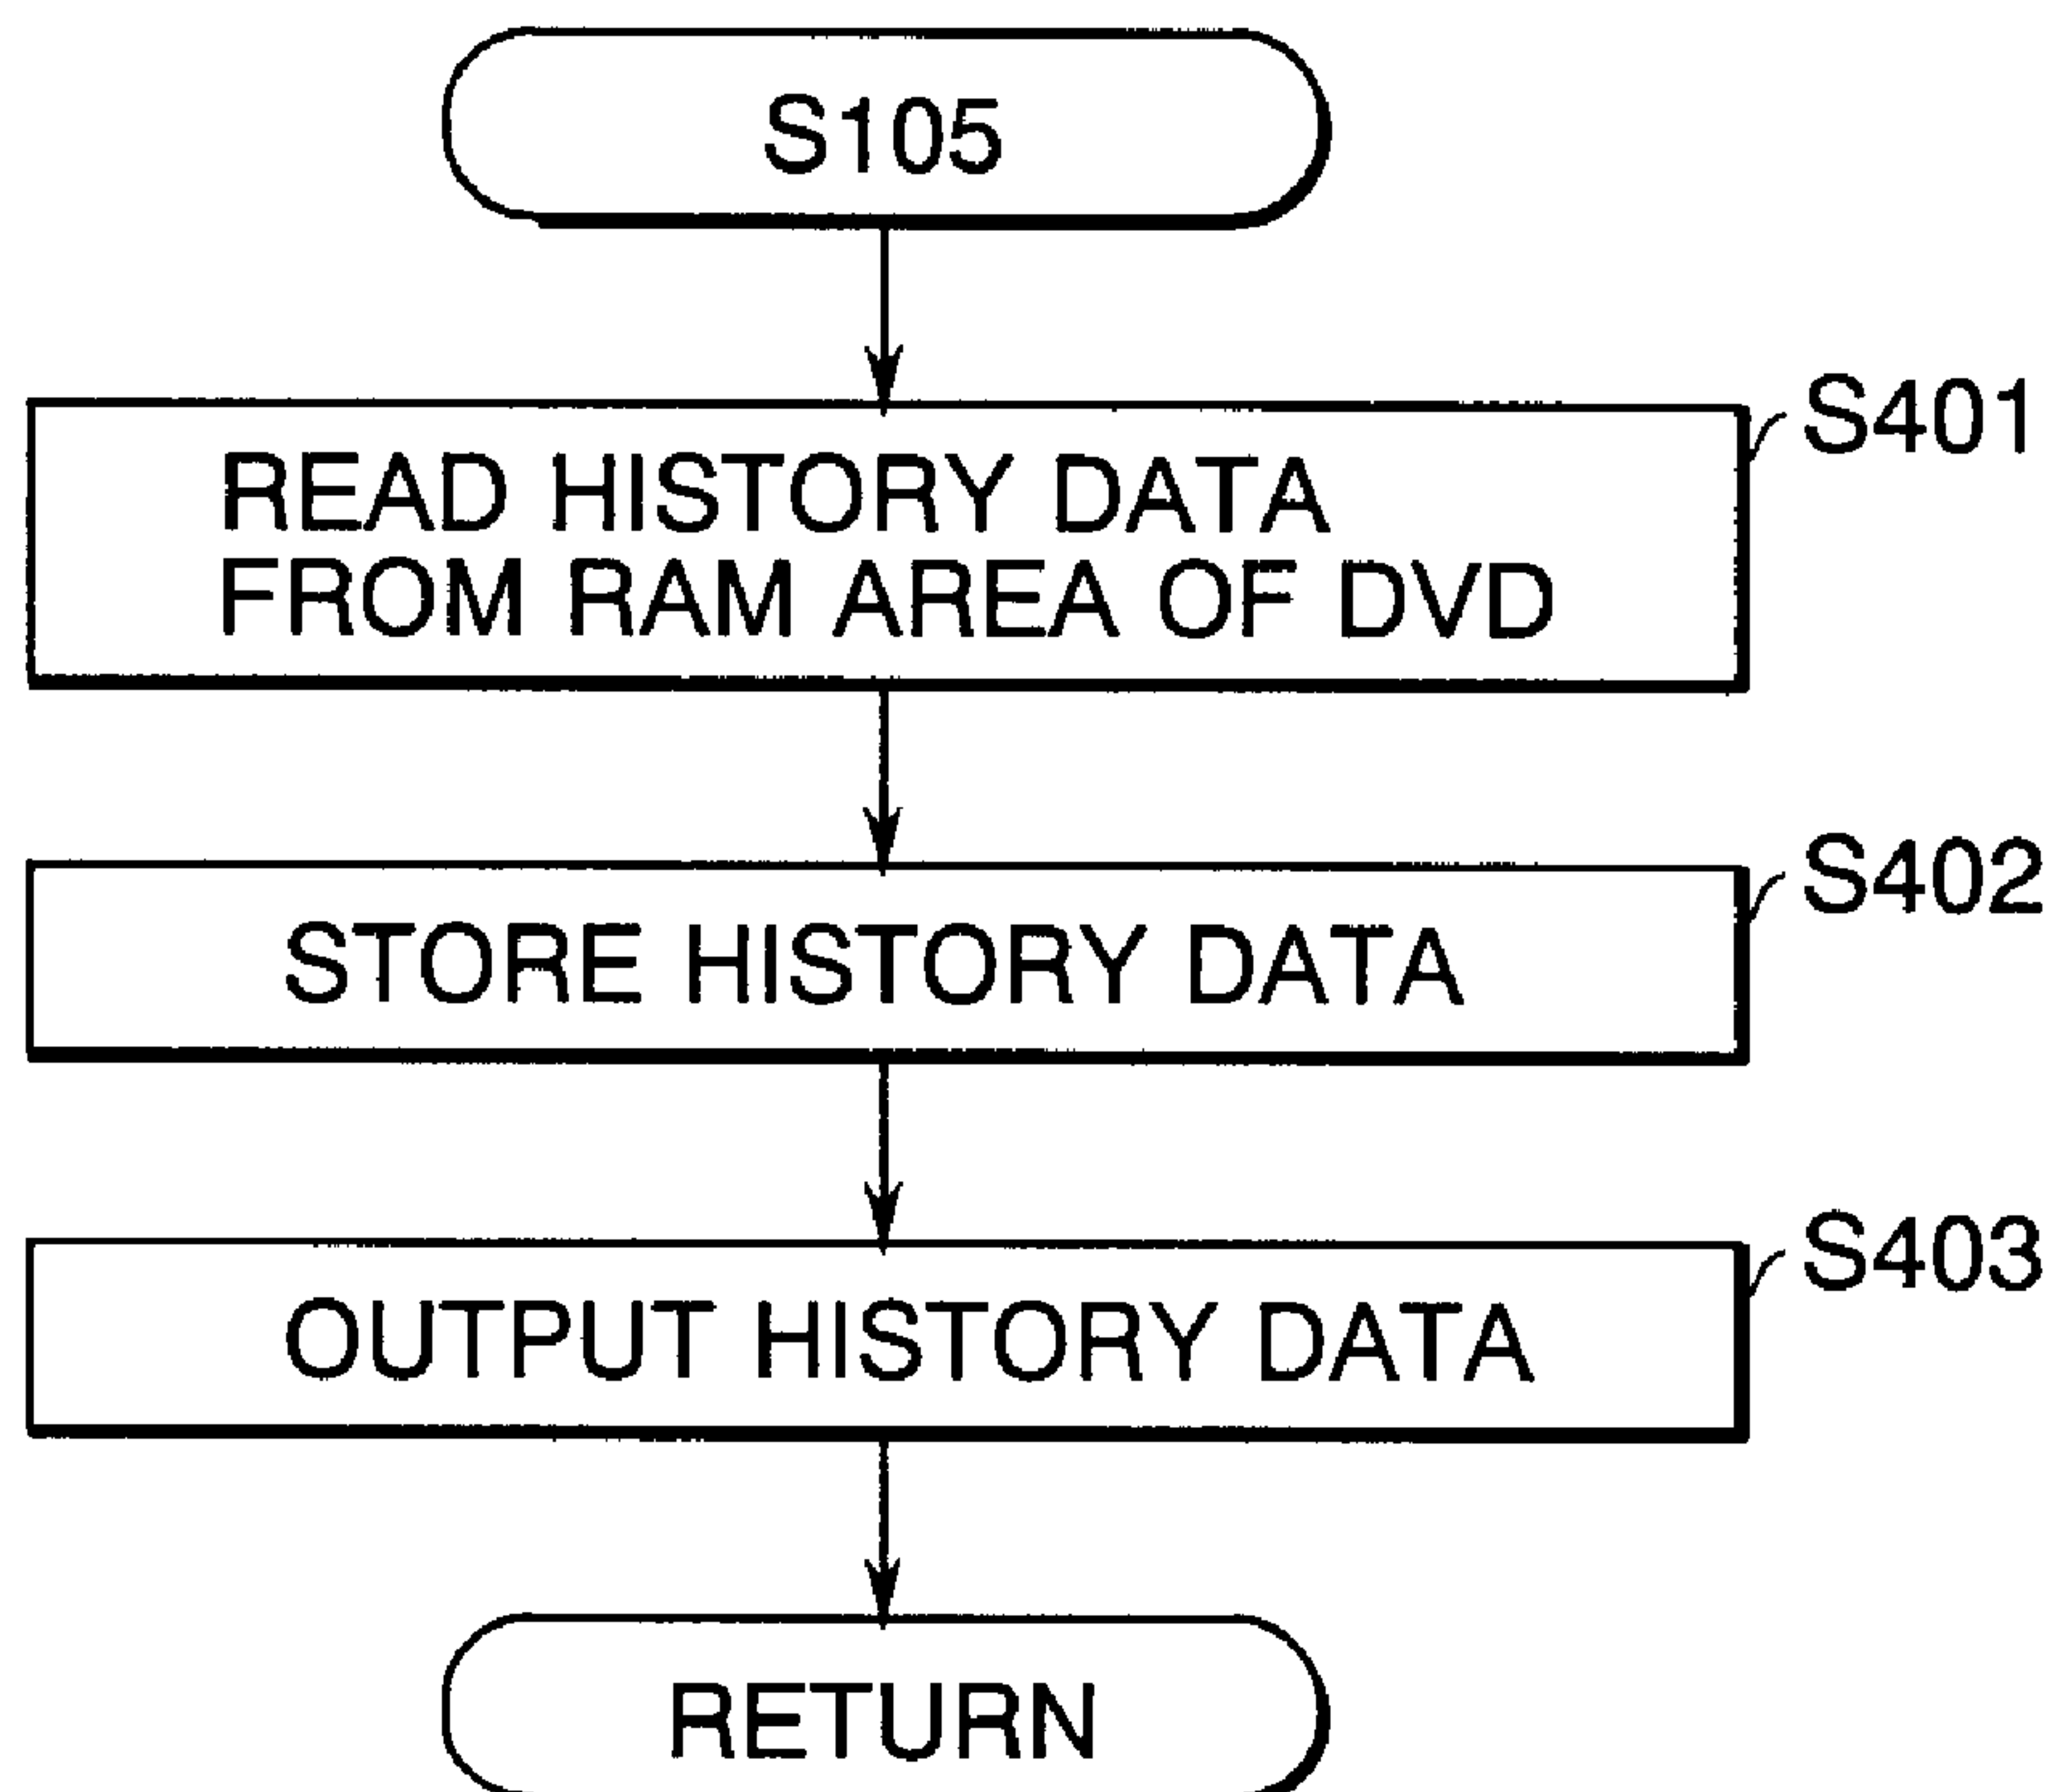 S105
S401
READ HISTORY DATA
FROM RAM AREA OF DVD
S402
STORE HISTORY DATA
S403
OUTPUT HISTORY DATA
RETURN